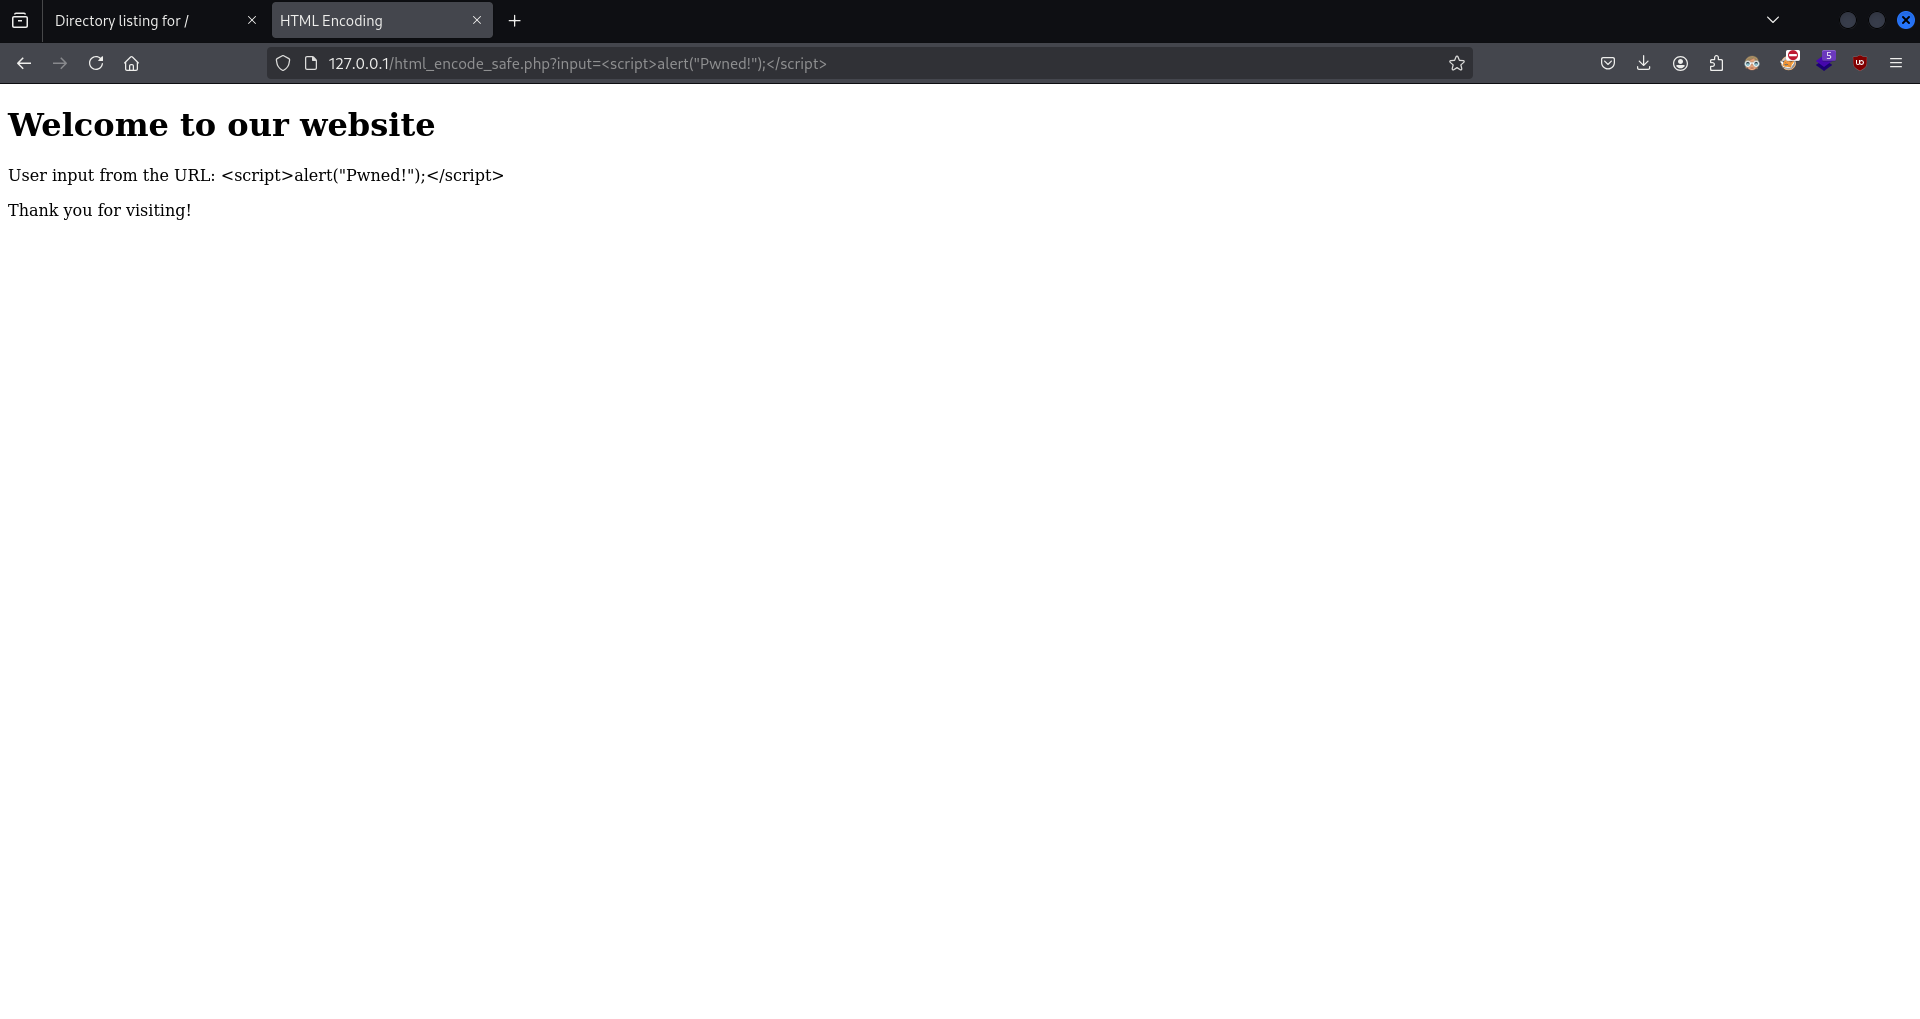 Directory listing for /
HTML Encoding
127.0.0.1/html_encode_safe.php?input=<script>alert("Pwned!");</script>
5
Welcome to our website
User input from the URL: <script>alert("Pwned!");</script>
Thank you for visiting!